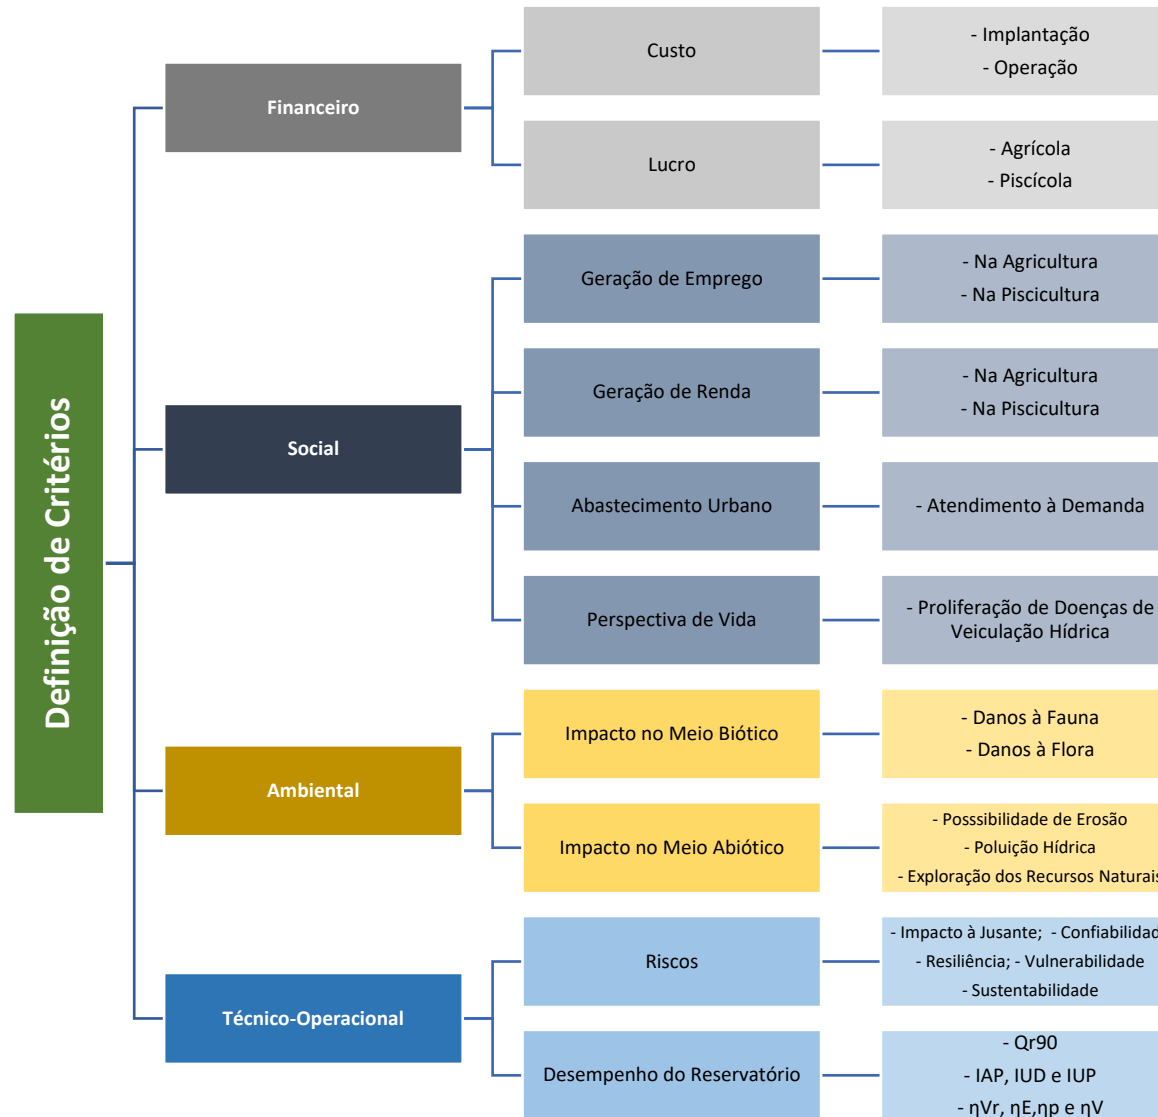 Definição de Critérios
Financeiro
Custo
- Implantação
- Operação
Lucro
- Agrícola
- Piscícola
Social
Geração de Emprego
- Na Agricultura
- Na Piscicultura
Geração de Renda
- Na Agricultura
- Na Piscicultura
Abastecimento Urbano
- Atendimento à Demanda
Perspectiva de Vida
- Proliferação de Doenças de
Veiculação Hídrica
Ambiental
Impacto no Meio Biótico
- Danos à Fauna
- Danos à Flora
Impacto no Meio Abiótico
- Posssibilidade de Erosão
- Poluição Hídrica
- Exploração dos Recursos Naturais
Técnico-Operacional
Riscos
- Impacto à Jusante; - Confiabilidad
- Resiliência; - Vulnerabilidade
- Sustentabilidade
Desempenho do Reservatório
- Qr90
- IAP, IUD e IUP
- ηVr, ηE,ηp e ηV